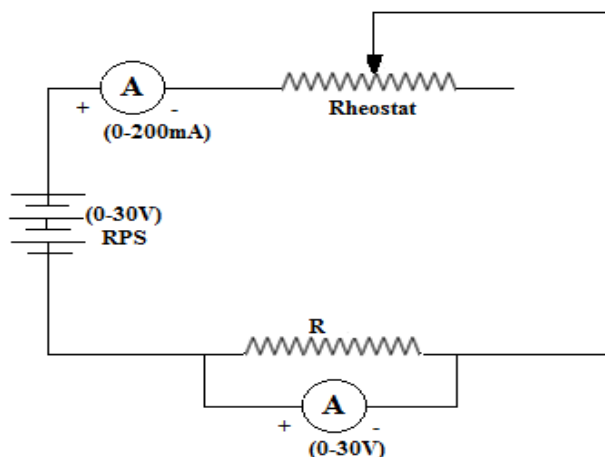 A
+ -
(0-200mA)
Rheostat
(0-30V)
RPS
R
A
+ -
(0-30V)